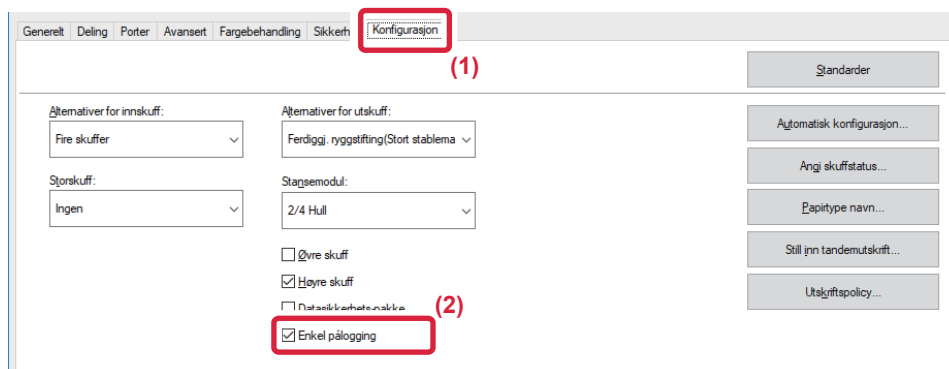 Generelt Deling Porter Avansert Fargebehandling Sikkerh Konfigurasjon
(1)
Standarder
Alternativer for innskuff:
Fire skuffer
Alternativer for utskuff:
Ferdiggj. ryggstifting(Stort stablema
Automatisk konfigurasjon...
Angi skuffstatus...
Storskuff:
Ingen
Stansemodul:
2/4 Hull
Papirtype navn...
Still inn tandemutskrift...
Utskriftspolicy...
Øvre skuff
Høyre skuff
Datasikkerhets-pakke
(2)
Enkel pålogging